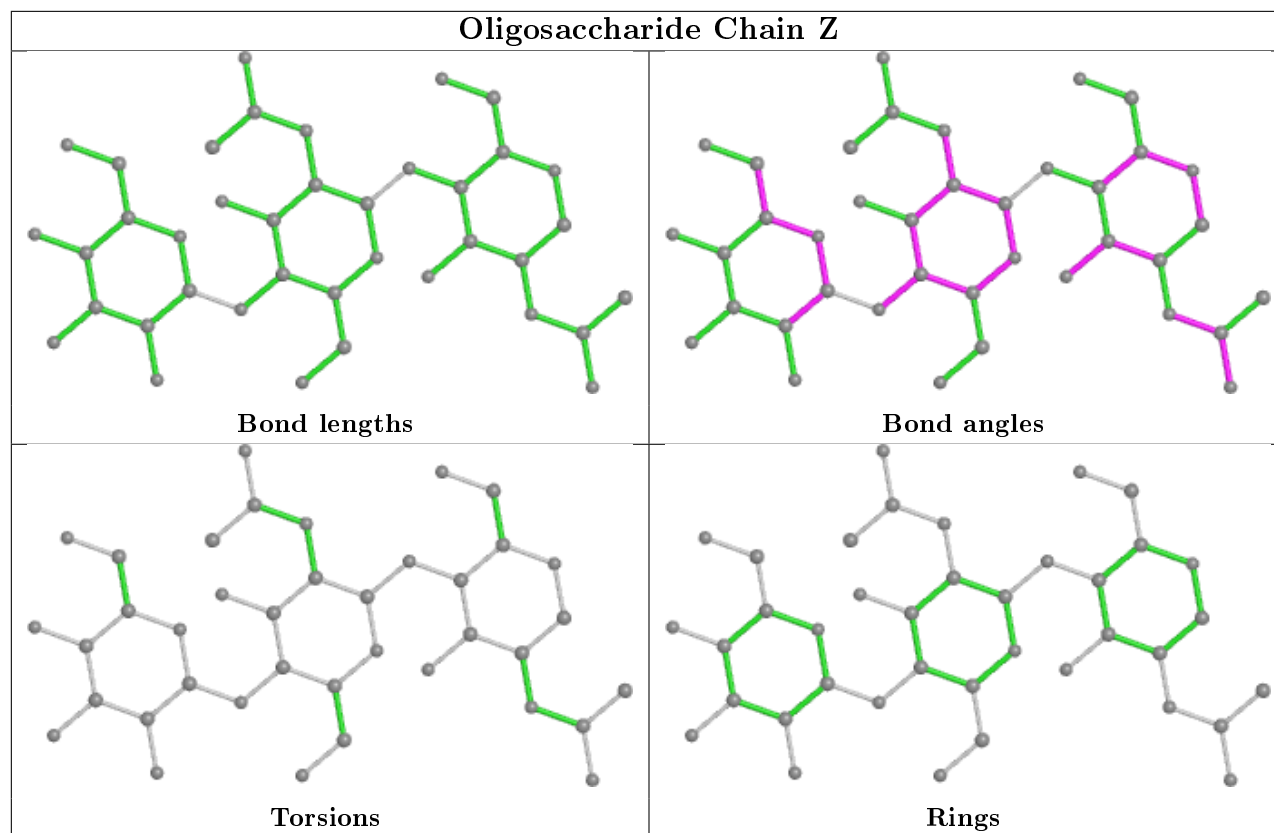 Oligosaccharide Chain Z
Bond lengths
Bond angles
Torsions
Rings